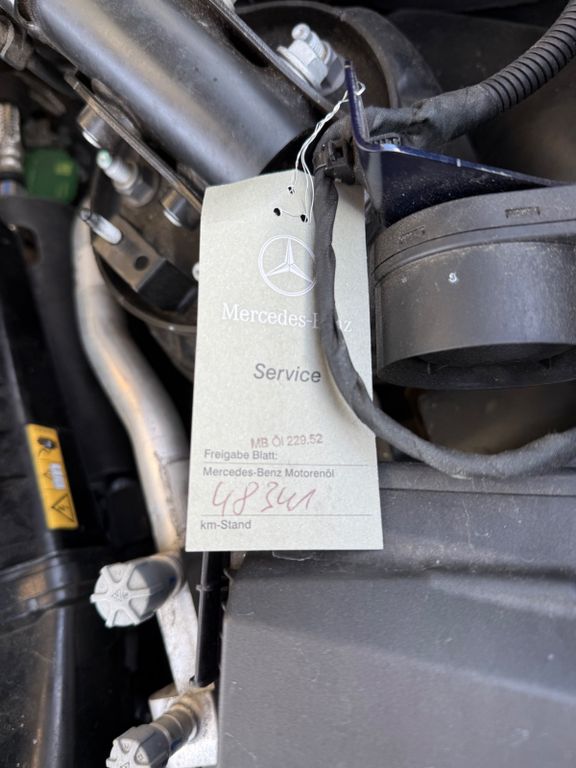 Mercedes-Benz
Service
MB Öl 229.52
Freigabe Blatt:
Mercedes-Benz Motorenöl
48341
km-Stand